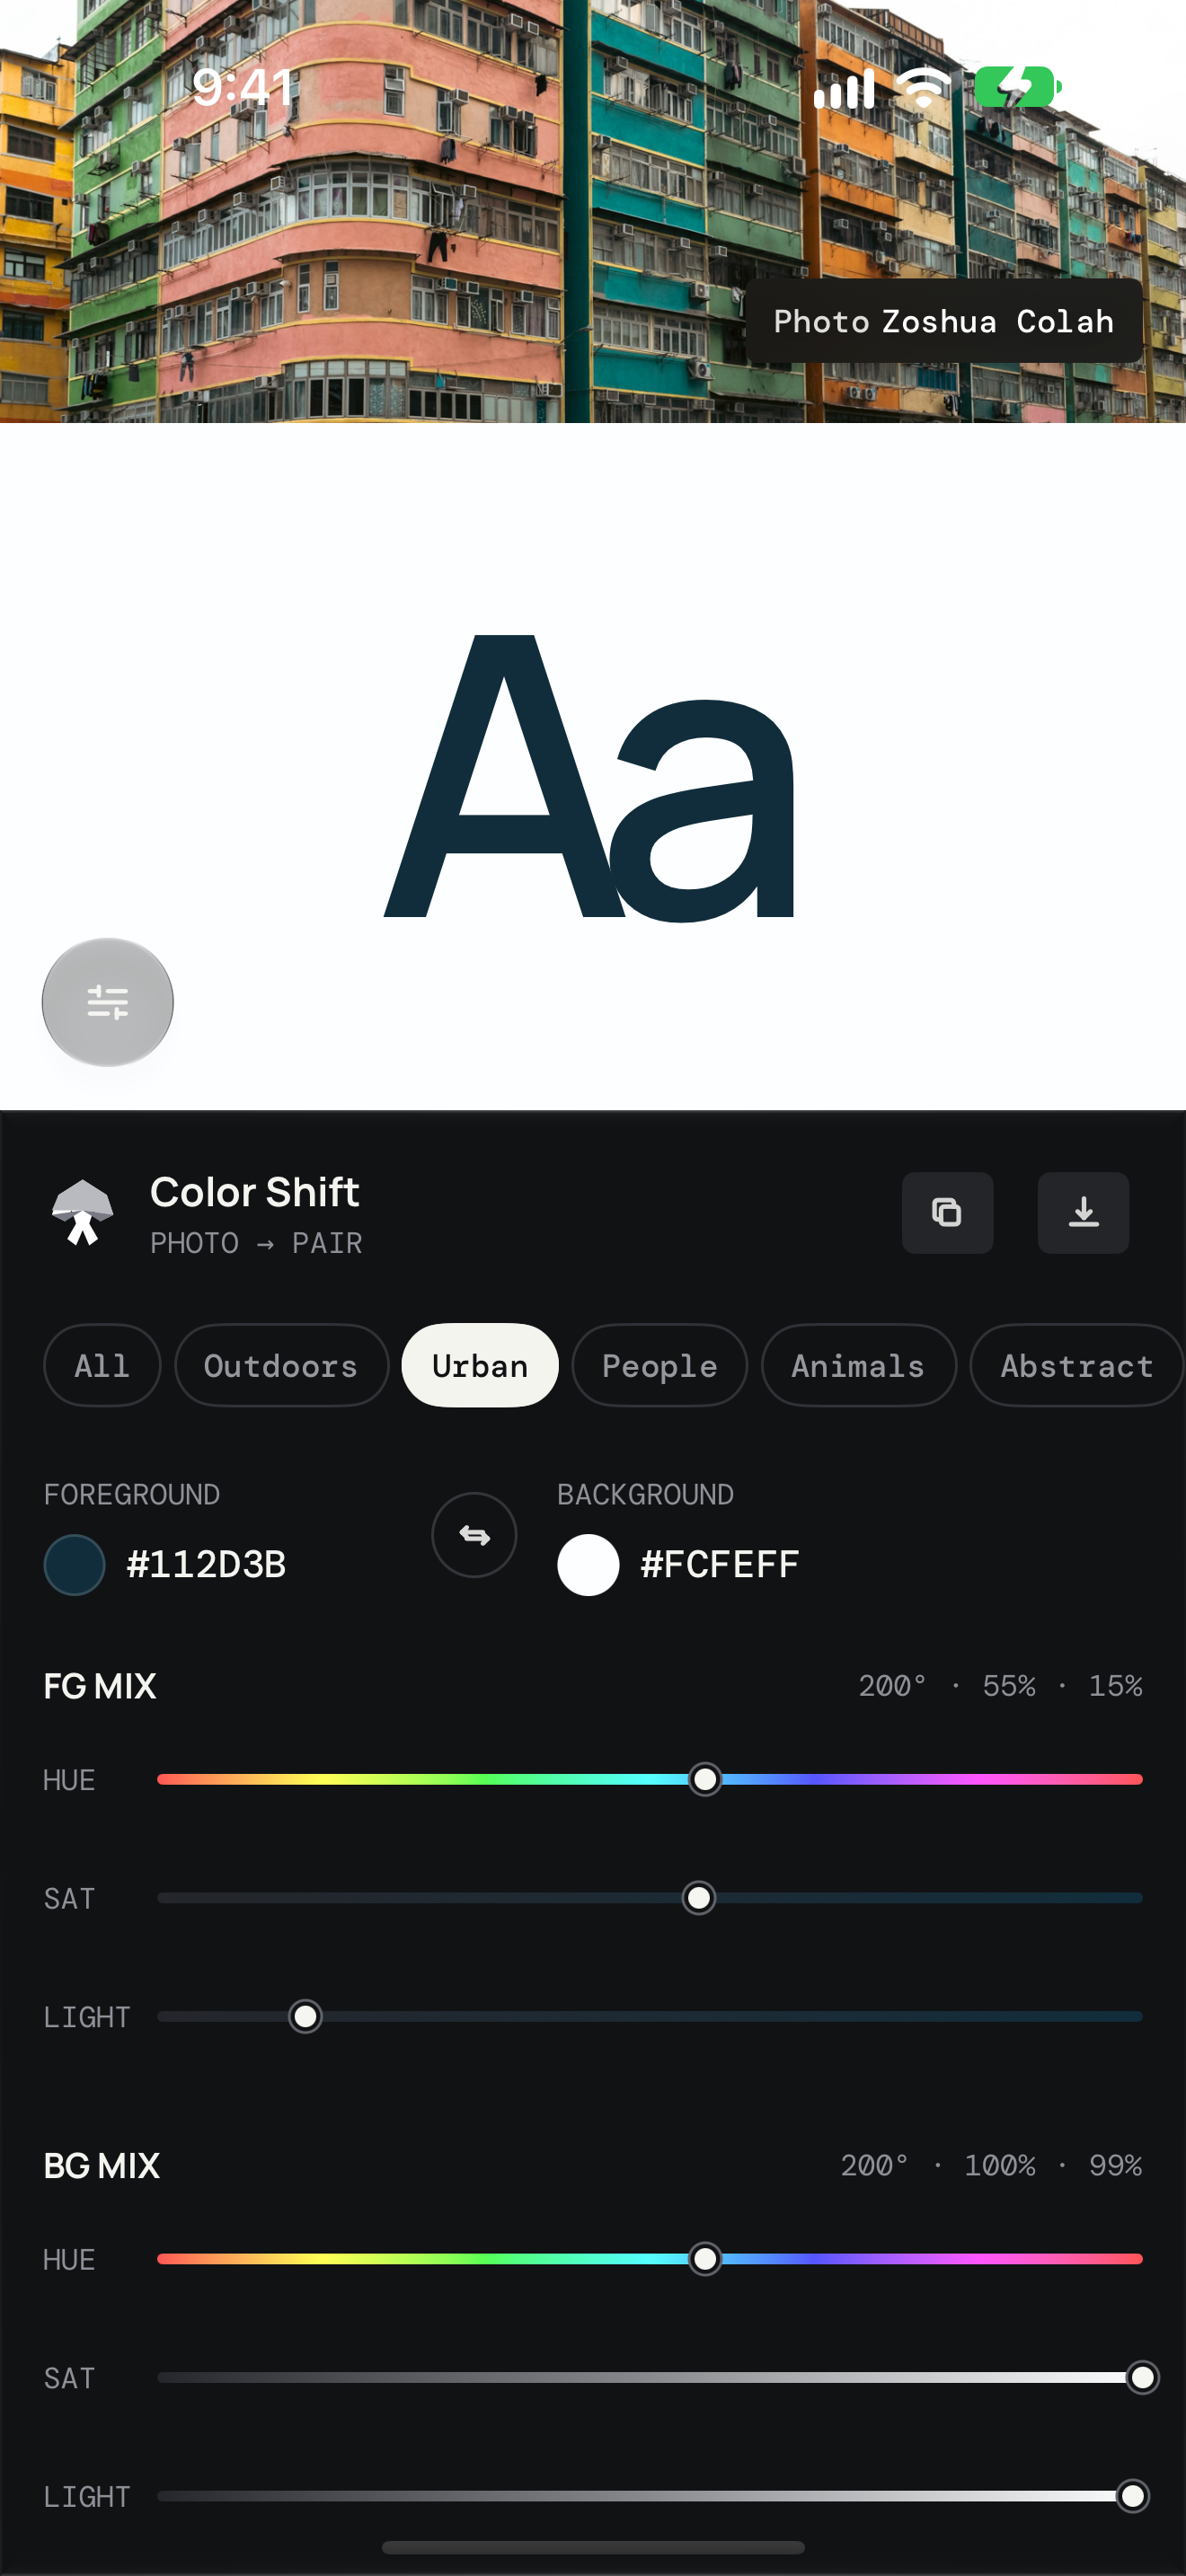 9:41
Photo Zoshua Colah
Aa
Color Shift
PHOTO → PAIR
All Outdoors Urban People Animals Abstract
FOREGROUND BACKGROUND
#112D3B #FCFEFF
FG MIX 200° · 55% · 15%
HUE
SAT
LIGHT
BG MIX 200° · 100% · 99%
HUE
SAT
LIGHT